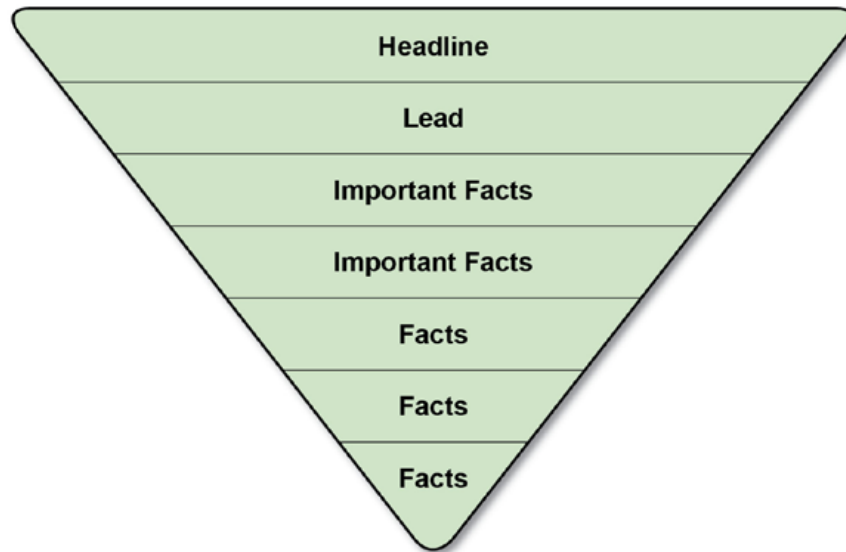 Headline
Lead
Important Facts
Important Facts
Facts
Facts
Facts